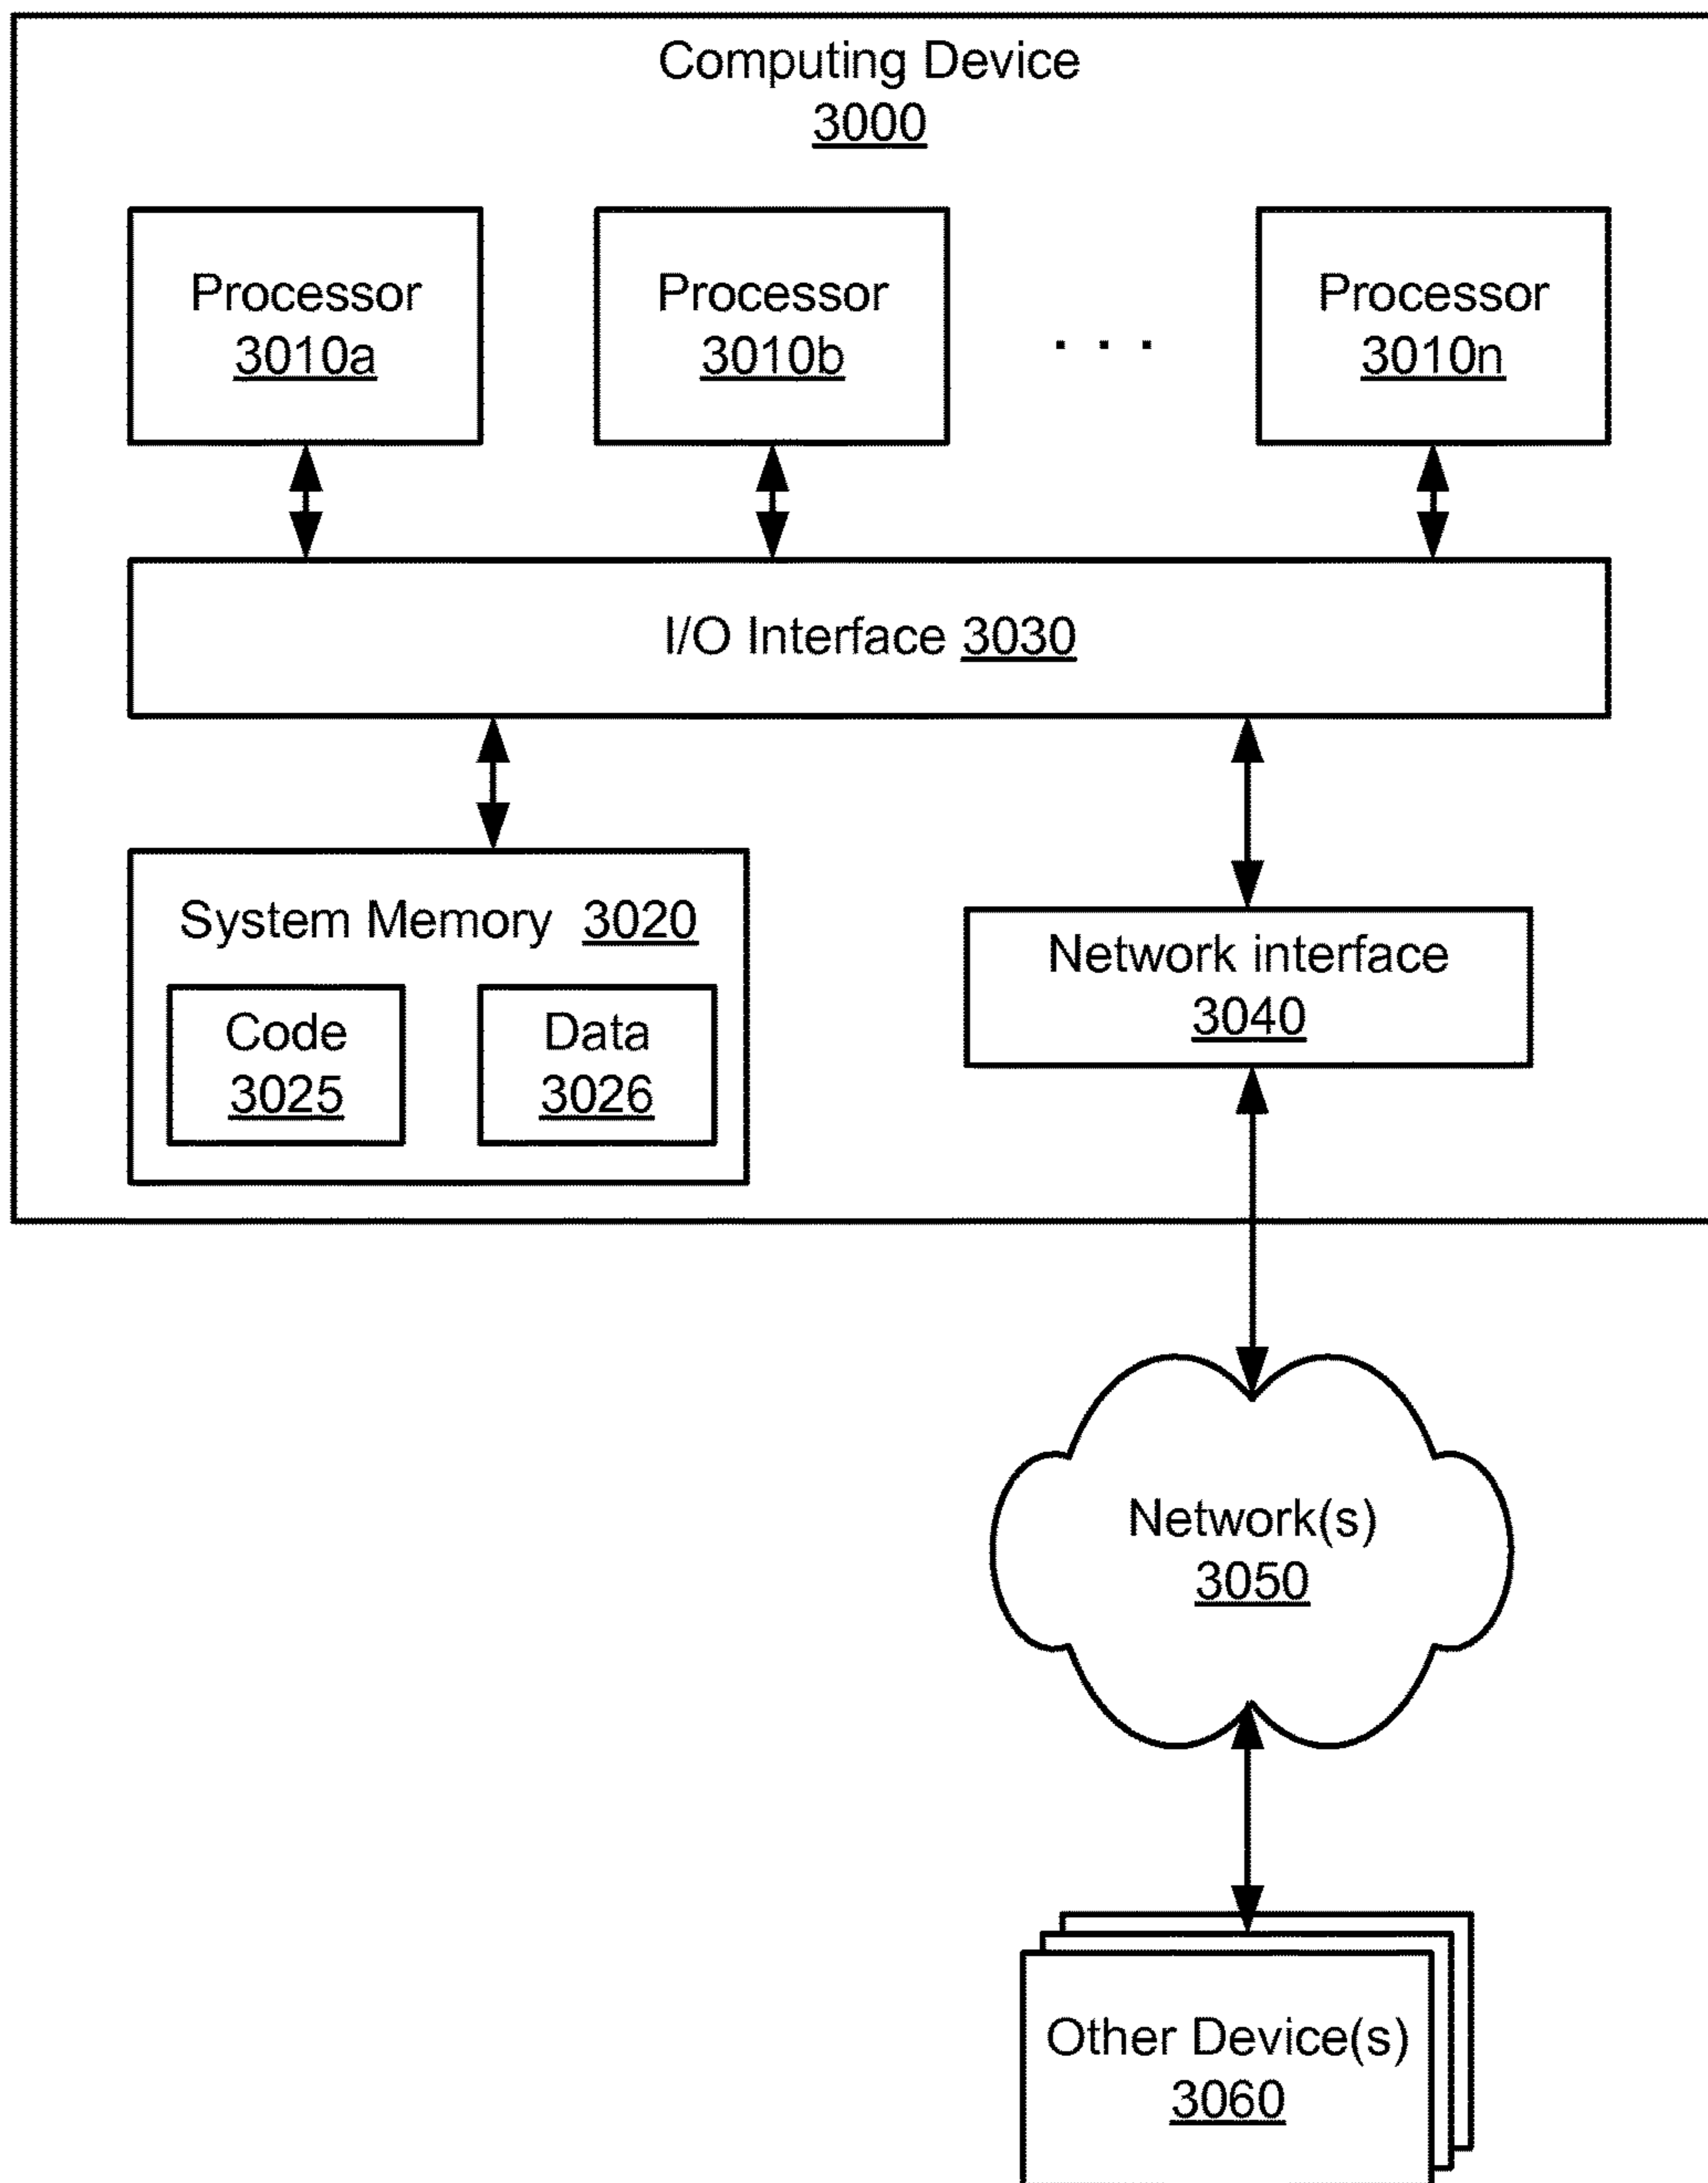 Computing Device
3000
Processor
3010a
Processor
3010b
. . .
Processor
3010n
I/O Interface 3030
System Memory 3020
Code
3025
Data
3026
Network interface
3040
Network(s)
3050
Other Device(s)
3060